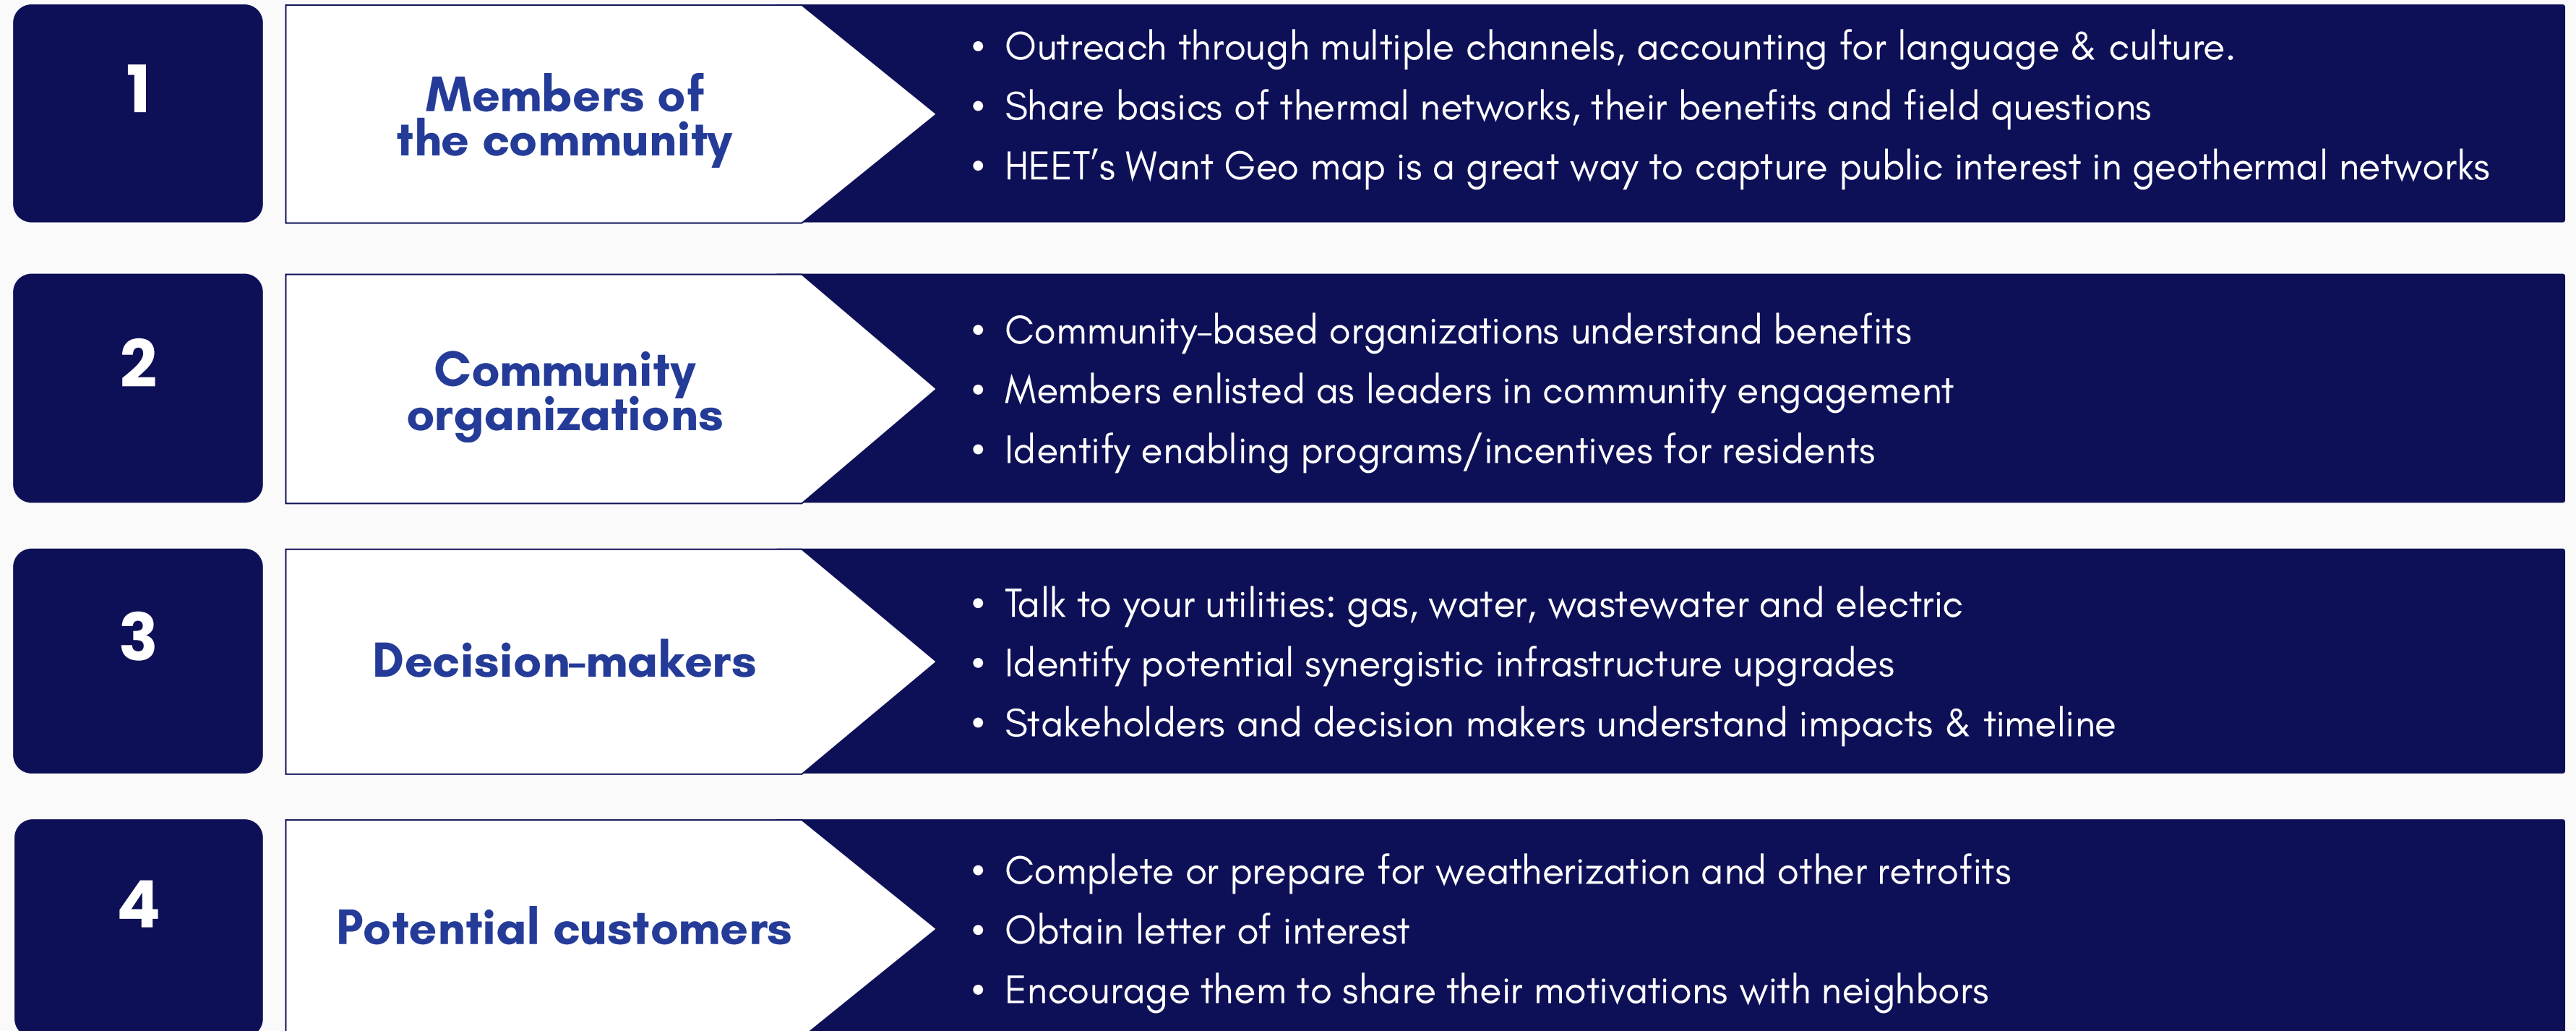 1
Members of
the community
• Outreach through multiple channels, accounting for language & culture.
• Share basics of thermal networks, their benefits and field questions
• HEET’s Want Geo map is a great way to capture public interest in geothermal networks
2
Community
organizations
• Community-based organizations understand benefits
• Members enlisted as leaders in community engagement
• Identify enabling programs/incentives for residents
3
Decision-makers
• Talk to your utilities: gas, water, wastewater and electric
• Identify potential synergistic infrastructure upgrades
• Stakeholders and decision makers understand impacts & timeline
4
Potential customers
• Complete or prepare for weatherization and other retrofits
• Obtain letter of interest
• Encourage them to share their motivations with neighbors